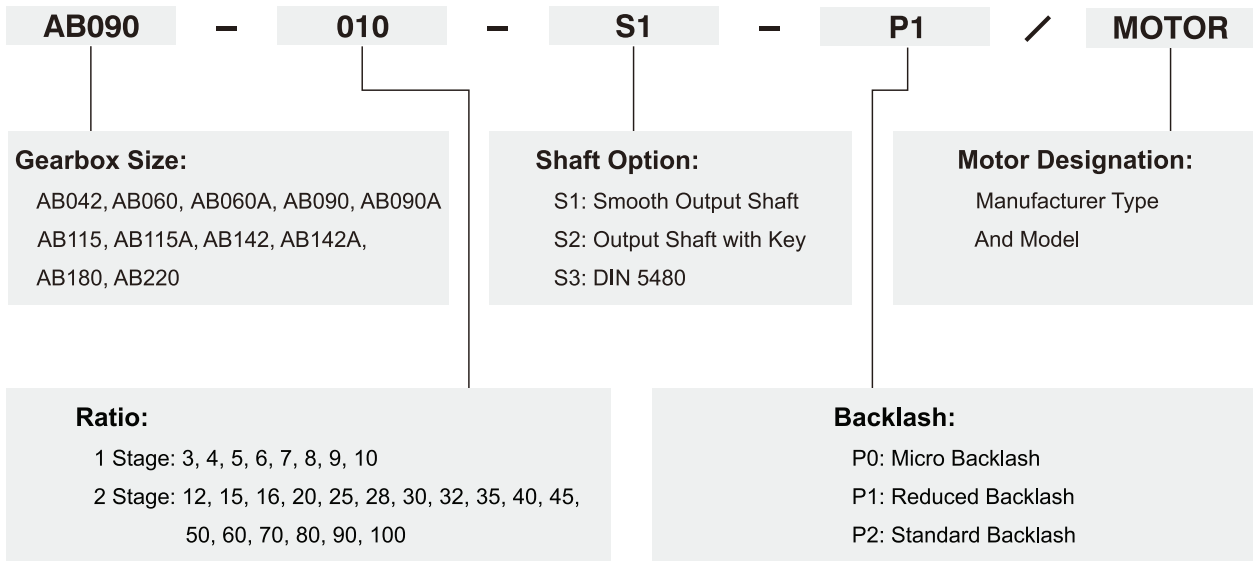 AB090 – 010 – S1 – P1 / MOTOR
Gearbox Size:
AB042, AB060, AB060A, AB090, AB090A
AB115, AB115A, AB142, AB142A,
AB180, AB220
Shaft Option:
S1: Smooth Output Shaft
S2: Output Shaft with Key
S3: DIN 5480
Motor Designation:
Manufacturer Type
And Model
Ratio:
1 Stage: 3, 4, 5, 6, 7, 8, 9, 10
2 Stage: 12, 15, 16, 20, 25, 28, 30, 32, 35, 40, 45,
50, 60, 70, 80, 90, 100
Backlash:
P0: Micro Backlash
P1: Reduced Backlash
P2: Standard Backlash